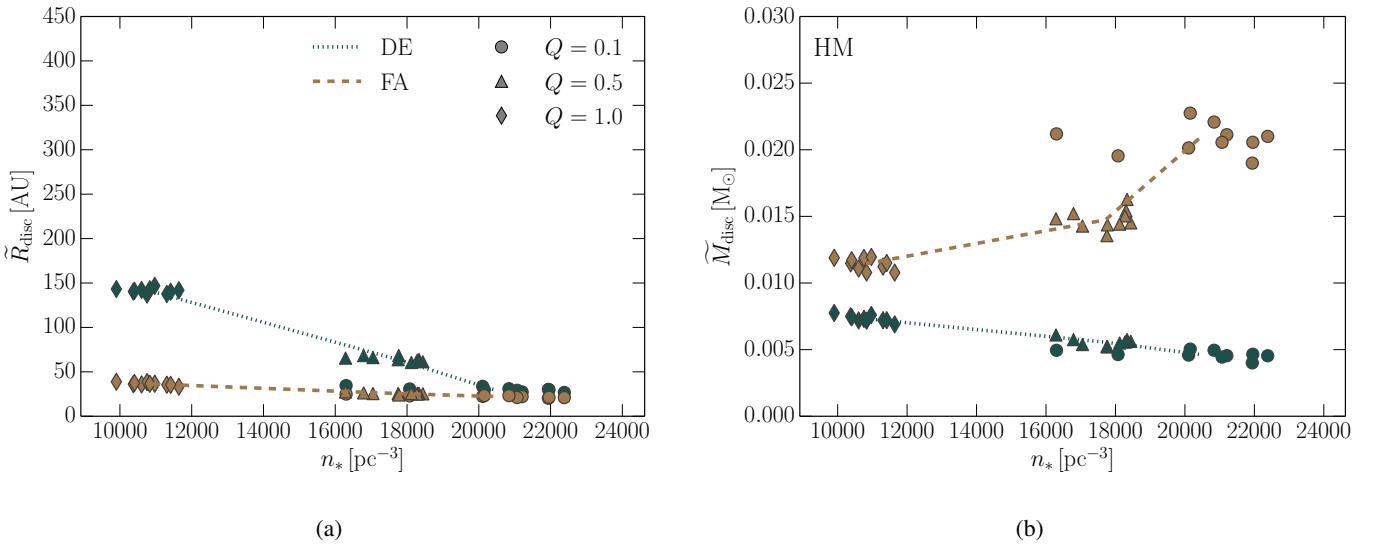 450
400
350
300
250
200
150
100
50
0
R̃disc [AU]
10000 12000 14000 16000 18000 20000 22000 24000
n* [pc−3]
DE
FA
Q = 0.1
Q = 0.5
Q = 1.0
(a)
HM
0.030
0.025
0.020
0.015
0.010
0.005
0.000
M̃disc [M⊙]
10000 12000 14000 16000 18000 20000 22000 24000
n* [pc−3]
(b)